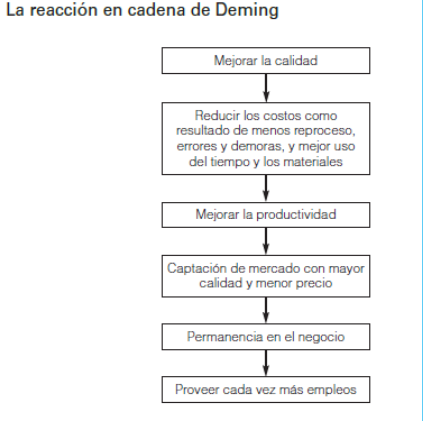 La reacción en cadena de Deming
Mejorar la calidad
Reducir los costos como
resultado de menos reproceso,
errores y demoras, y mejor uso
del tiempo y los materiales
Mejorar la productividad
Captación de mercado con mayor
calidad y menor precio
Permanencia en el negocio
Proveer cada vez más empleos